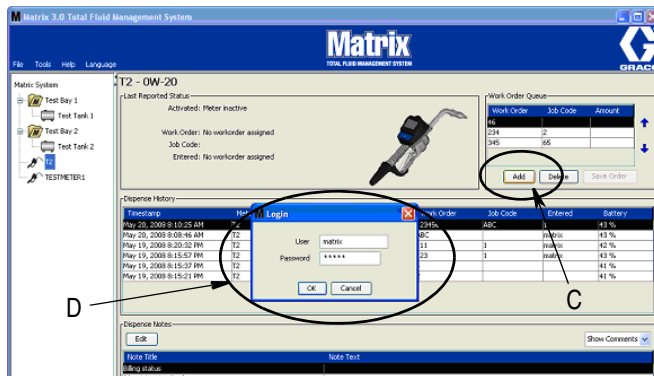 Matrix 3.0 Total Fluid Management System
Matrix
TOTAL FLUID MANAGEMENT SYSTEM
GRACO
File Tools Help Language
Matrix System
Test Bay 1
Test Tank 1
Test Bay 2
Test Tank 2
T2
TESTMETER1
T2 - 0W-20
Last Reported Status
Activated: Meter Inactive
Work Order: No workorder assigned
Job Code:
Entered: No workorder assigned
Work Order Queue
Work Order Job Code Amount
46
234 2
345 65
Add Delete Save Order
C
Dispense History
Timestamp Work Order Job Code Entered Battery
May 20, 2008 8:10:25 AM T2 ABC 1 43 %
May 20, 2008 8:08:46 AM T2 matrix 43 %
May 19, 2008 8:20:32 PM T2 11 1 matrix 42 %
May 19, 2008 8:15:57 PM T2 23 1 matrix 43 %
May 19, 2008 8:15:37 PM T2 41 %
May 19, 2008 8:15:21 PM T2 41 %
Login
User matrix
Password *****
OK Cancel
D
Dispense Notes
Edit Show Comments
Note Title Note Text
Billing status